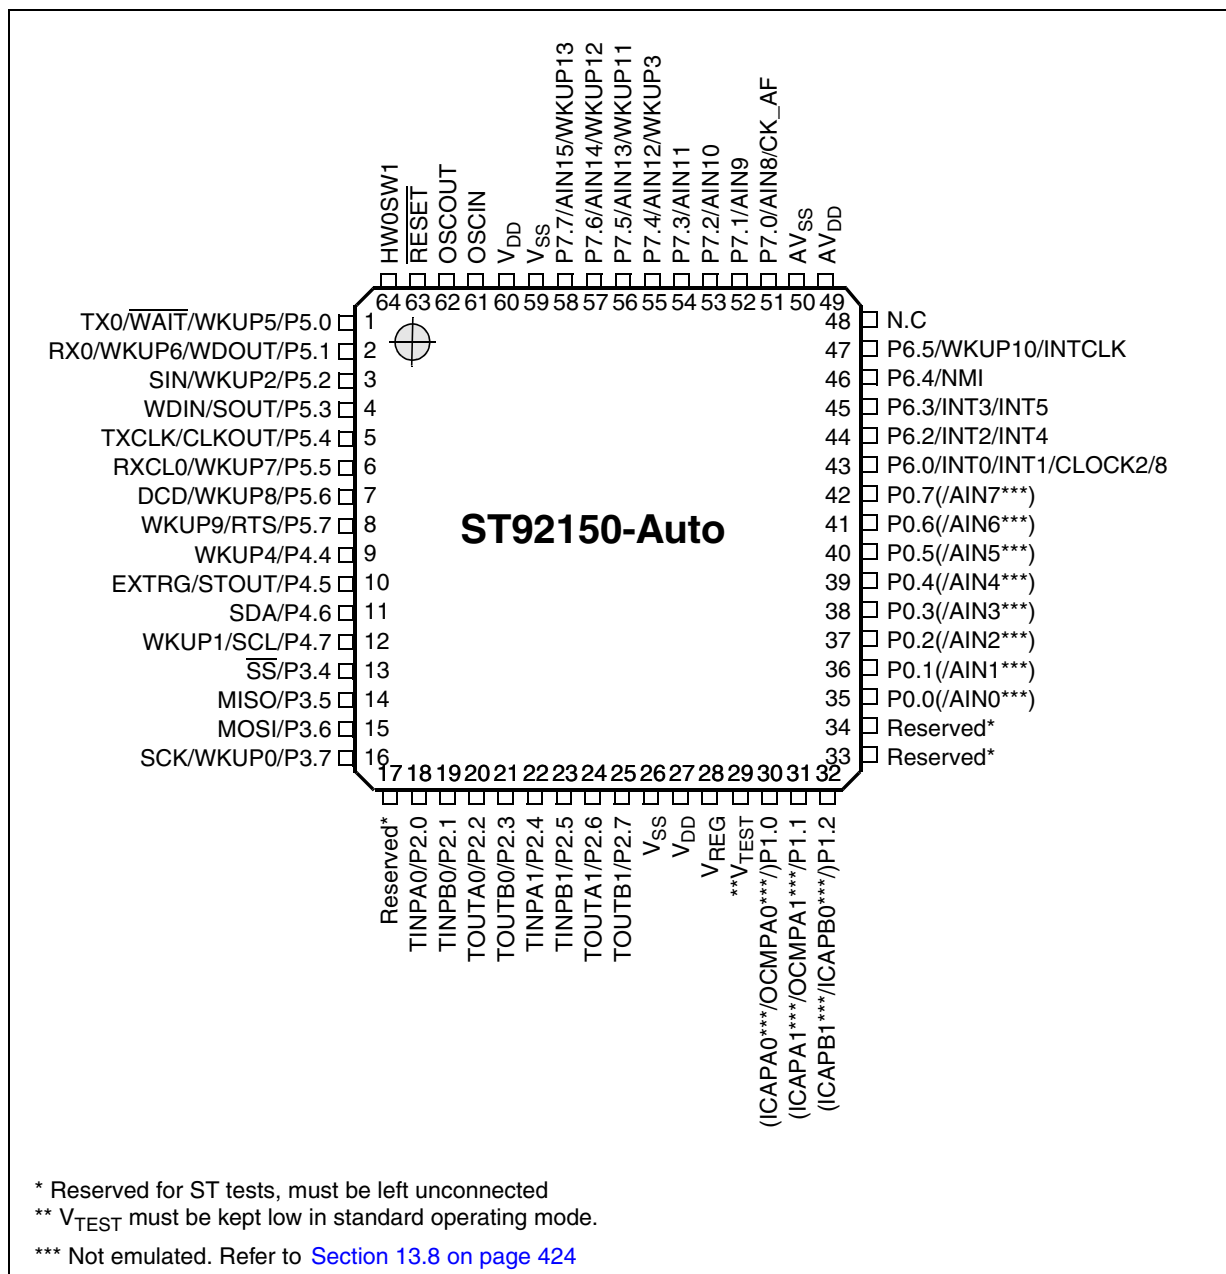 HW0SW1
RESET
OSCOUT
OSCIN
VDD
VSS
P7.7/AIN15/WKUP13
P7.6/AIN14/WKUP12
P7.5/AIN13/WKUP11
P7.4/AIN12/WKUP3
P7.3/AIN11
P7.2/AIN10
P7.1/AIN9
P7.0/AIN8/CK_AF
AVSS
AVDD
64 63 62 61 60 59 58 57 56 55 54 53 52 51 50 49
TX0/WAIT/WKUP5/P5.0 1
RX0/WKUP6/WDOUT/P5.1 2
SIN/WKUP2/P5.2 3
WDIN/SOUT/P5.3 4
TXCLK/CLKOUT/P5.4 5
RXCL0/WKUP7/P5.5 6
DCD/WKUP8/P5.6 7
WKUP9/RTS/P5.7 8
WKUP4/P4.4 9
EXTRG/STOUT/P4.5 10
SDA/P4.6 11
WKUP1/SCL/P4.7 12
SS/P3.4 13
MISO/P3.5 14
MOSI/P3.6 15
SCK/WKUP0/P3.7 16
ST92150-Auto
48 N.C
47 P6.5/WKUP10/INTCLK
46 P6.4/NMI
45 P6.3/INT3/INT5
44 P6.2/INT2/INT4
43 P6.0/INT0/INT1/CLOCK2/8
42 P0.7(/AIN7***)
41 P0.6(/AIN6***)
40 P0.5(/AIN5***)
39 P0.4(/AIN4***)
38 P0.3(/AIN3***)
37 P0.2(/AIN2***)
36 P0.1(/AIN1***)
35 P0.0(/AIN0***)
34 Reserved*
33 Reserved*
17 18 19 20 21 22 23 24 25 26 27 28 29 30 31 32
Reserved*
TINPA0/P2.0
TINPB0/P2.1
TOUTA0/P2.2
TOUTB0/P2.3
TINPA1/P2.4
TINPB1/P2.5
TOUTA1/P2.6
TOUTB1/P2.7
VSS
VDD
VREG
**VTEST
(ICAPA0***/OCMPA0***/)P1.0
(ICAPA1***/OCMPA1***/P1.1
(ICAPB1***/ICAPB0***/)P1.2
* Reserved for ST tests, must be left unconnected
** VTEST must be kept low in standard operating mode.
*** Not emulated. Refer to Section 13.8 on page 424